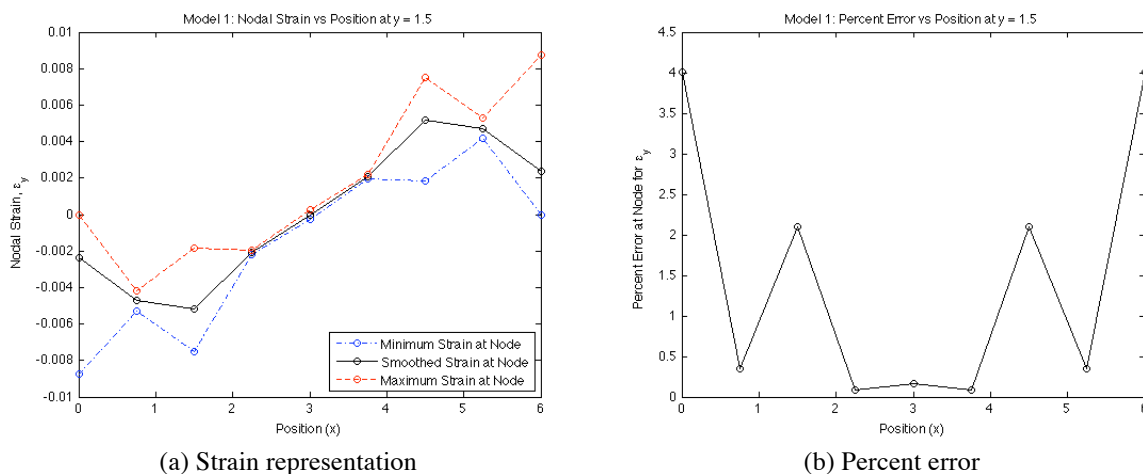 Model 1: Nodal Strain vs Position at y = 1.5
0.01
0.008
0.006
0.004
0.002
0
-0.002
-0.004
-0.006
-0.008
-0.01
Nodal Strain, ε_y
Minimum Strain at Node
Smoothed Strain at Node
Maximum Strain at Node
0 1 2 3 4 5 6
Position (x)
(a) Strain representation
Model 1: Percent Error vs Position at y = 1.5
4.5
4
3.5
3
2.5
2
1.5
1
0.5
0
Percent Error at Node for ε_y
0 1 2 3 4 5 6
Position (x)
(b) Percent error